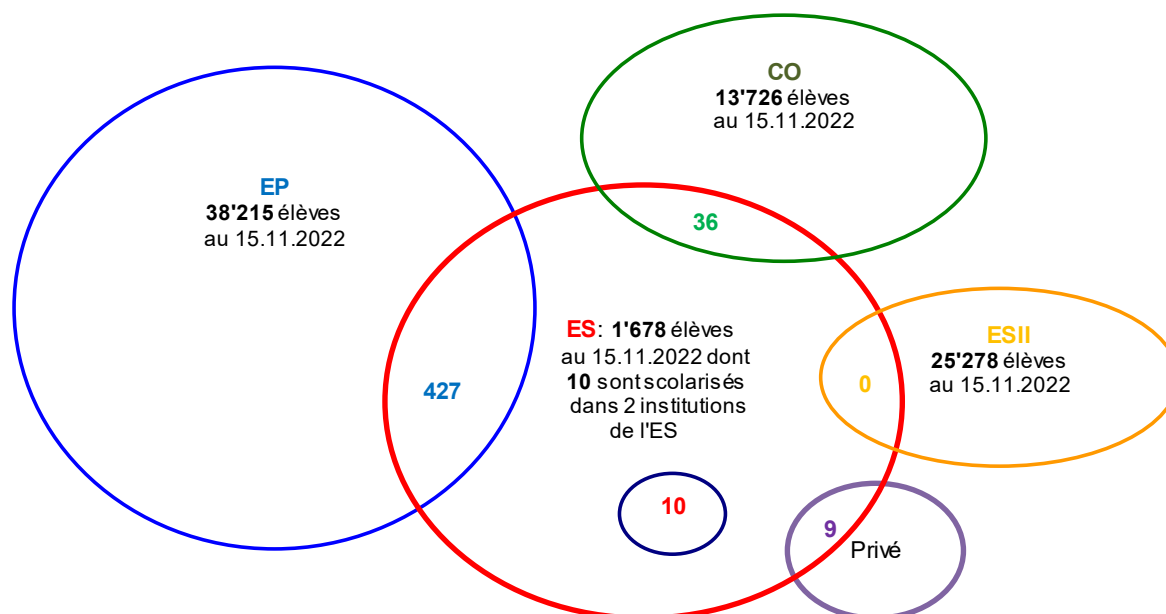 CO
13'726 élèves
au 15.11.2022
EP
38'215 élèves
au 15.11.2022
36
ES: 1'678 élèves
au 15.11.2022 dont
10 sont scolarisés
dans 2 institutions
de l'ES
ESII
25'278 élèves
au 15.11.2022
427
0
10
9
Privé